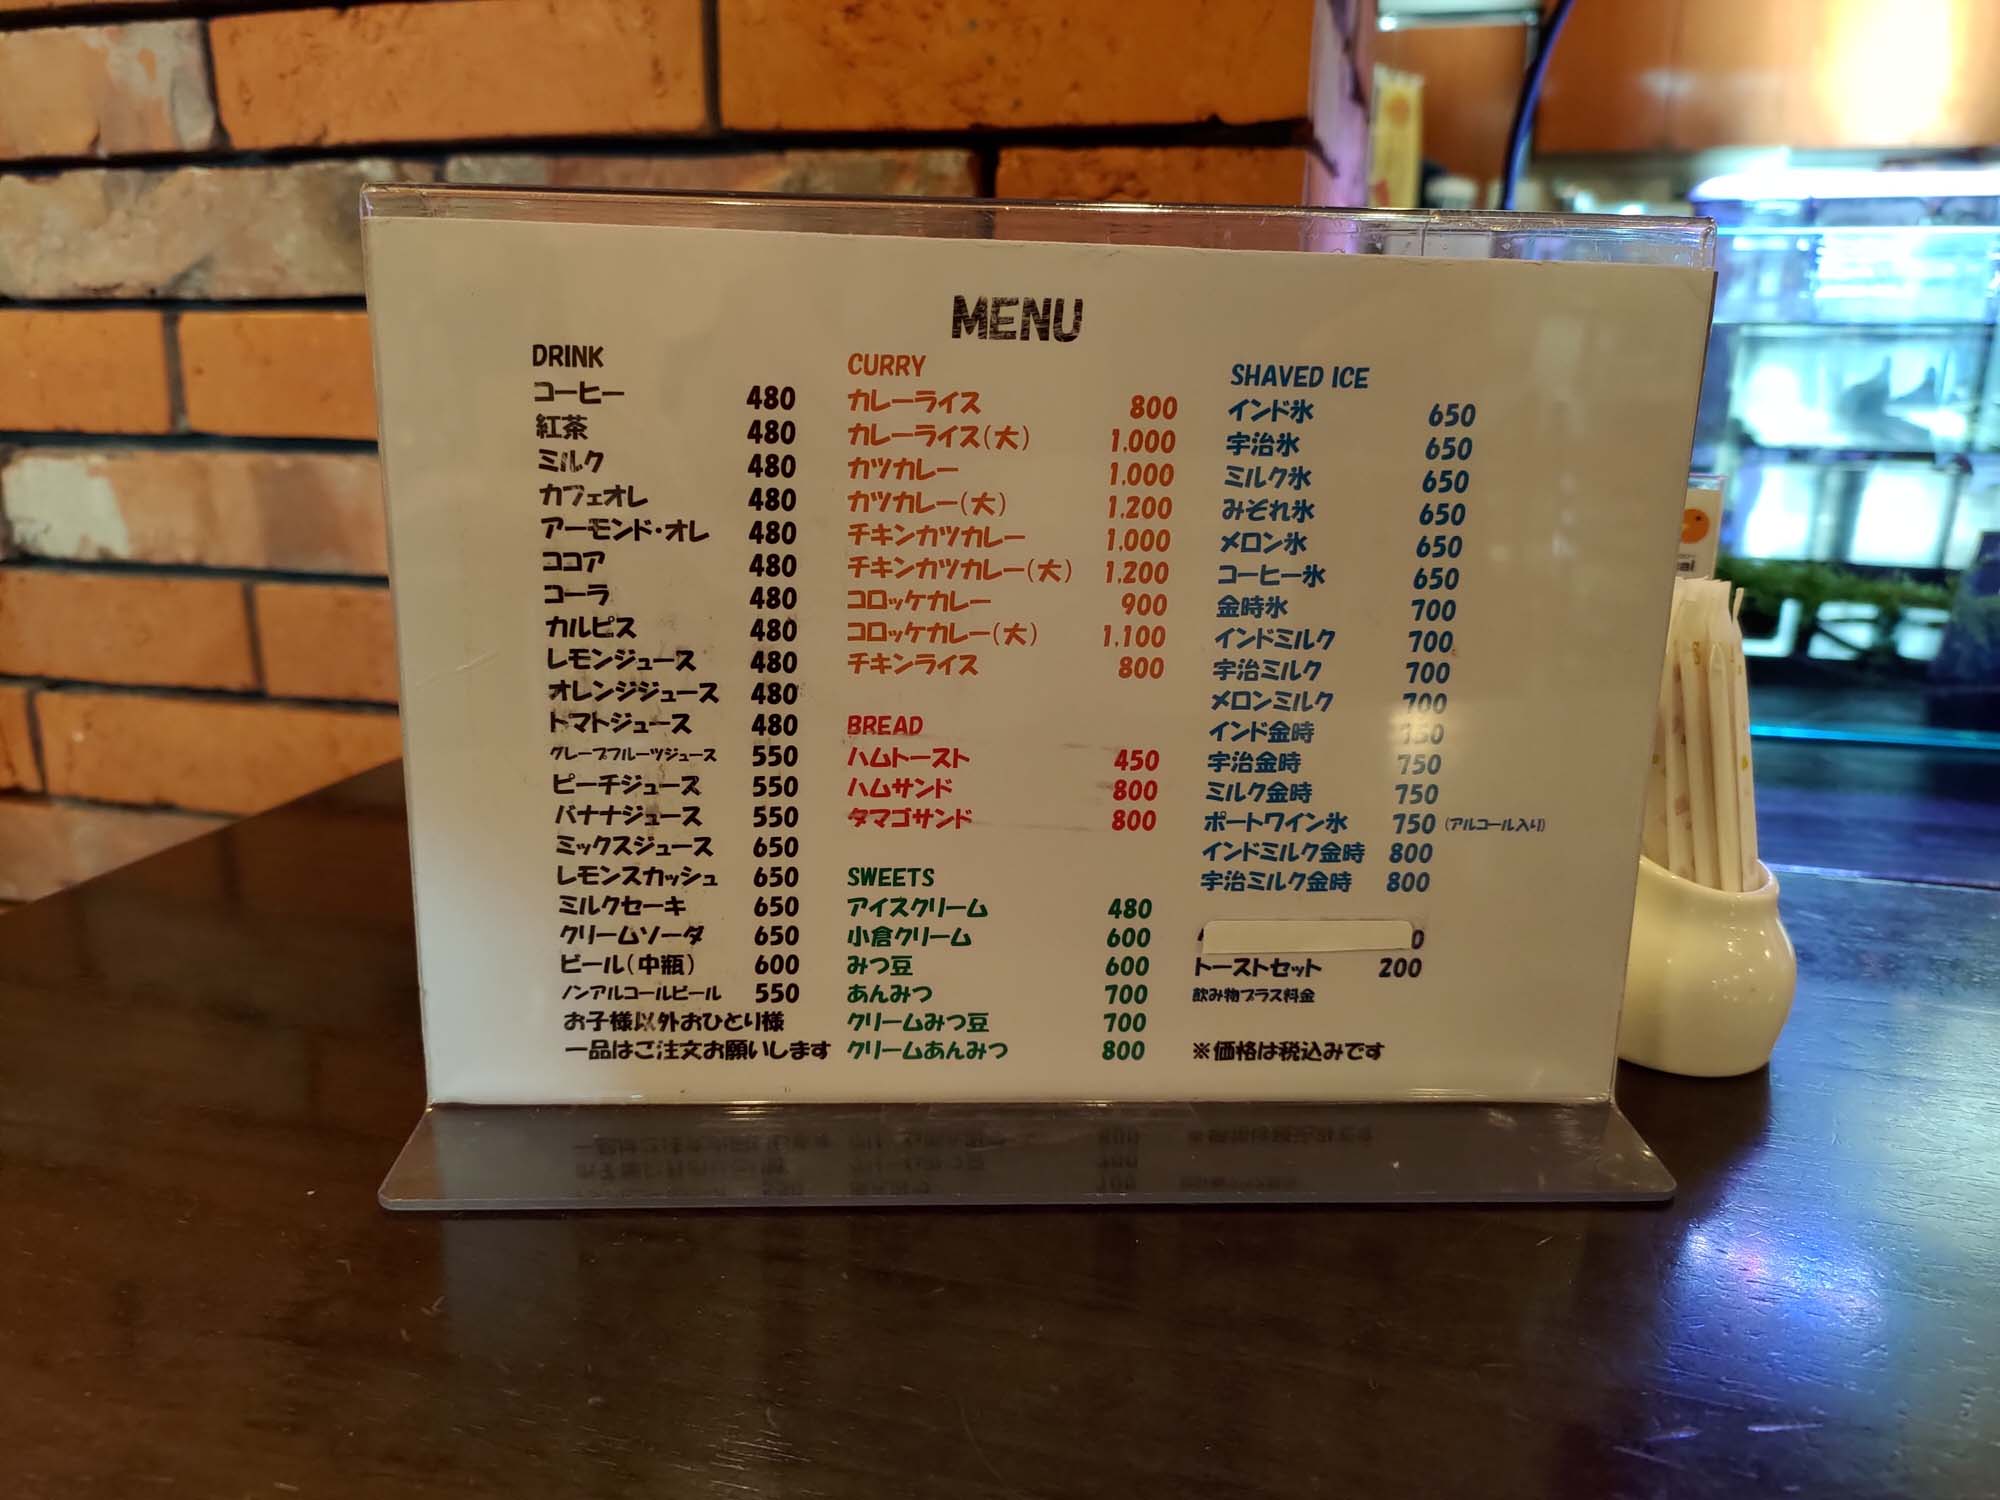 MENU
DRINK
コーヒー 480
紅茶 480
ミルク 480
カフェオレ 480
アーモンド・オレ 480
ココア 480
コーラ 480
カルピス 480
レモンジュース 480
オレンジジュース 480
トマトジュース 480
グレープフルーツジュース 550
ピーチジュース 550
バナナジュース 550
ミックスジュース 650
レモンスカッシュ 650
ミルクセーキ 650
クリームソーダ 650
ビール(中瓶) 600
ノンアルコールビール 550
お子様以外おひとり様
一品はご注文お願いします
CURRY
カレーライス 800
カレーライス(大) 1.000
カツカレー 1.000
カツカレー(大) 1.200
チキンカツカレー 1.000
チキンカツカレー(大) 1.200
コロッケカレー 900
コロッケカレー(大) 1.100
チキンライス 800
BREAD
ハムトースト 450
ハムサンド 800
タマゴサンド 800
SWEETS
アイスクリーム 480
小倉クリーム 600
みつ豆 600
あんみつ 700
クリームみつ豆 700
クリームあんみつ 800
SHAVED ICE
インド氷 650
宇治氷 650
ミルク氷 650
みぞれ氷 650
メロン氷 650
コーヒー氷 650
金時氷 700
インドミルク 700
宇治ミルク 700
メロンミルク 700
インド金時 750
宇治金時 750
ミルク金時 750
ポートワイン氷 750 (アルコール入り)
インドミルク金時 800
宇治ミルク金時 800
トーストセット 200
飲み物プラス料金
※価格は税込みです